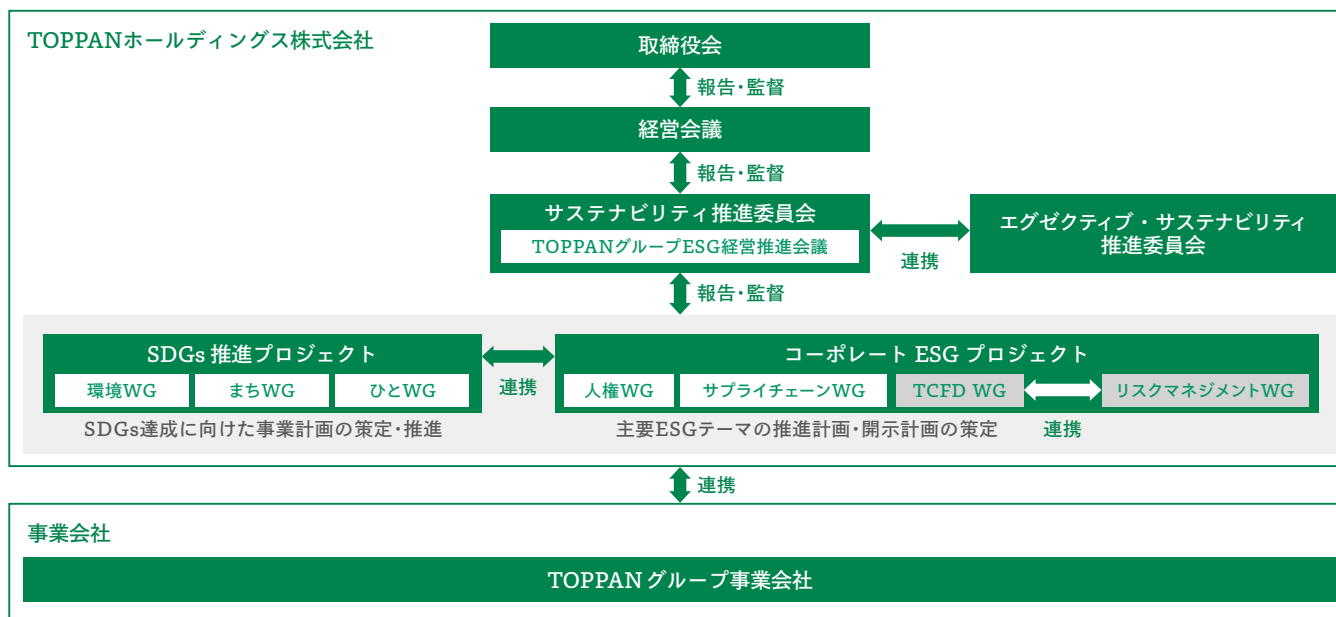 TOPPANホールディングス株式会社
取締役会
報告・監督
経営会議
報告・監督
サステナビリティ推進委員会
TOPPANグループESG経営推進会議
連携
エグゼクティブ・サステナビリティ
推進委員会
報告・監督
SDGs 推進プロジェクト
環境WG
まちWG
ひとWG
SDGs達成に向けた事業計画の策定・推進
連携
コーポレート ESG プロジェクト
人権WG
サプライチェーンWG
TCFD WG
リスクマネジメントWG
主要ESGテーマの推進計画・開示計画の策定
連携
連携
事業会社
TOPPAN グループ事業会社